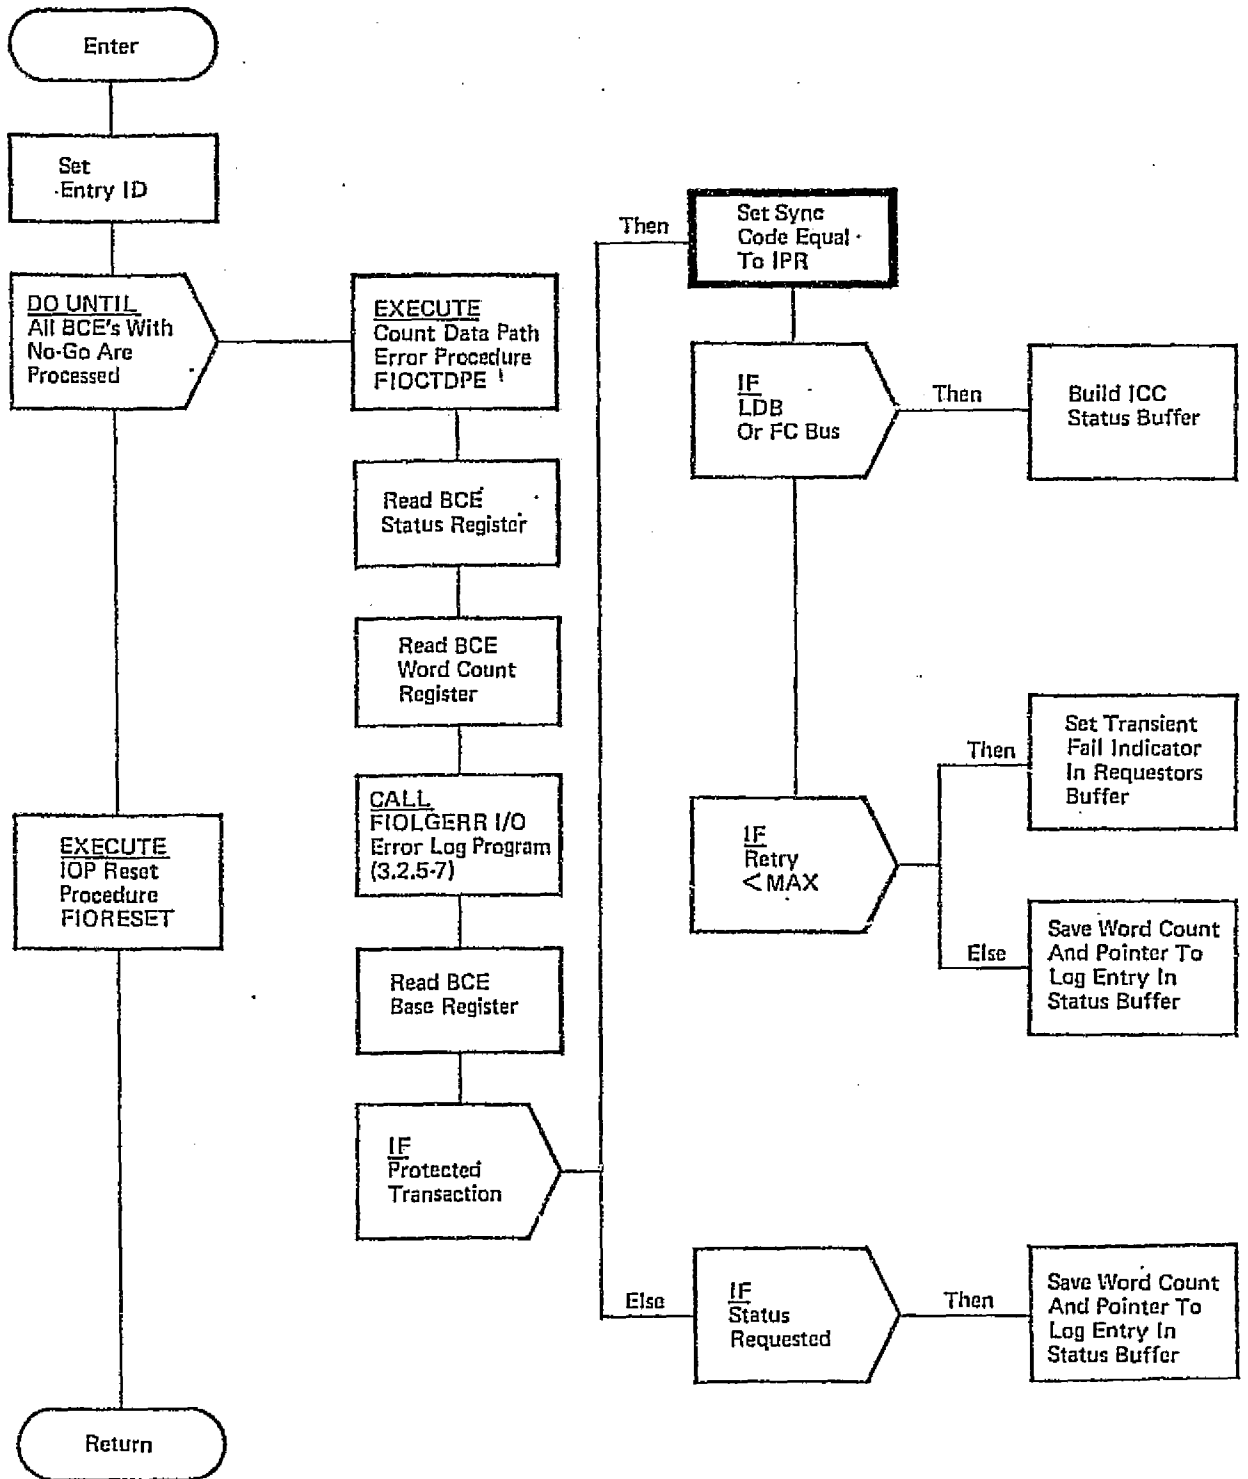 Enter
Set
Entry ID
DO UNTIL
All BCE's With
No-Go Are
Processed
EXECUTE
IOP Reset
Procedure
FIORESET
Return
EXECUTE
Count Data Path
Error Procedure
FIOCTDPE
Read BCE
Status Register
Read BCE
Word Count
Register
CALL
FIOLGERR I/O
Error Log Program
(3.2.5-7)
Read BCE
Base Register
IF
Protected
Transaction
Then
Set Sync
Code Equal
To IPR
IF
LDB
Or FC Bus
Then
Build ICC
Status Buffer
IF
Retry
<MAX
Then
Set Transient
Fail Indicator
In Requestors
Buffer
Else
Save Word Count
And Pointer To
Log Entry In
Status Buffer
Else
IF
Status
Requested
Then
Save Word Count
And Pointer To
Log Entry In
Status Buffer